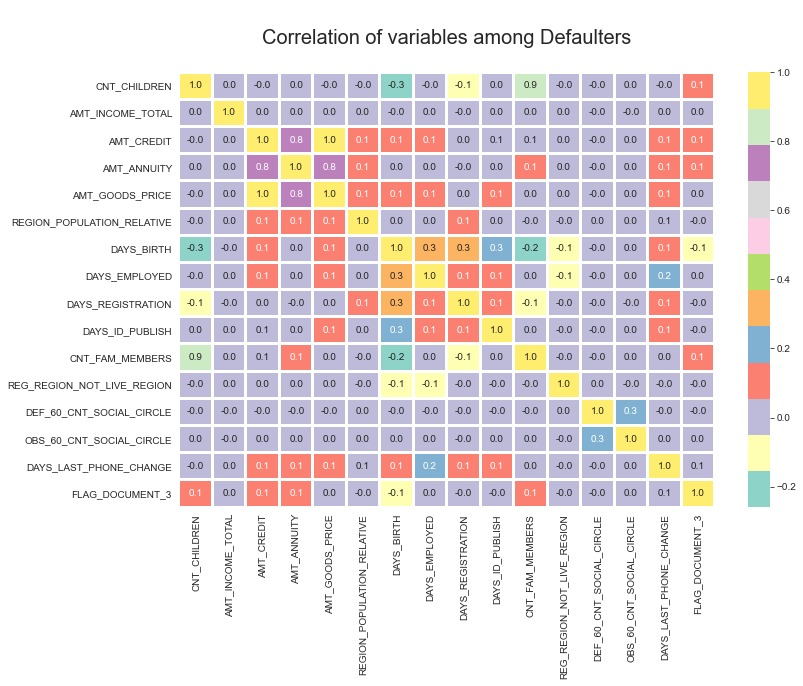 Correlation of variables among Defaulters
CNT_CHILDREN 1.0 0.0 -0.0 0.0 -0.0 -0.0 -0.3 -0.0 -0.1 0.0 0.9 -0.0 -0.0 0.0 -0.0 0.1
AMT_INCOME_TOTAL 0.0 1.0 0.0 0.0 0.0 0.0 -0.0 0.0 -0.0 0.0 0.0 0.0 -0.0 0.0 0.0 0.0
AMT_CREDIT -0.0 0.0 1.0 0.8 1.0 0.1 0.1 0.1 0.0 0.1 0.1 0.0 -0.0 0.0 0.1 0.1
AMT_ANNUITY 0.0 0.0 0.8 1.0 0.8 0.1 0.0 -0.0 -0.0 0.0 0.1 0.0 -0.0 0.0 0.1 0.1
AMT_GOODS_PRICE -0.0 0.0 1.0 0.8 1.0 0.1 0.1 0.1 0.0 0.1 0.0 0.0 -0.0 0.0 0.1 0.0
REGION_POPULATION_RELATIVE -0.0 0.0 0.1 0.1 0.1 1.0 0.0 0.0 0.1 0.0 -0.0 -0.0 0.0 0.0 0.1 -0.0
DAYS_BIRTH -0.3 -0.0 0.1 0.0 0.1 0.0 1.0 0.3 0.3 0.3 -0.2 -0.1 -0.0 0.0 0.1 -0.1
DAYS_EMPLOYED -0.0 0.0 0.1 -0.0 0.1 0.0 0.3 1.0 0.1 0.1 0.0 -0.1 -0.0 0.0 0.2 0.0
DAYS_REGISTRATION -0.1 -0.0 0.0 -0.0 0.0 0.1 0.3 0.1 1.0 0.1 -0.1 -0.0 -0.0 -0.0 0.1 -0.0
DAYS_ID_PUBLISH 0.0 0.0 0.1 0.0 0.1 0.0 0.3 0.1 0.1 1.0 0.0 -0.0 -0.0 0.0 0.1 -0.0
CNT_FAM_MEMBERS 0.9 0.0 0.1 0.1 0.0 -0.0 -0.2 0.0 -0.1 0.0 1.0 -0.0 -0.0 0.0 0.0 0.1
REG_REGION_NOT_LIVE_REGION -0.0 0.0 0.0 0.0 0.0 -0.0 -0.1 -0.1 -0.0 -0.0 -0.0 1.0 0.0 -0.0 -0.0 -0.0
DEF_60_CNT_SOCIAL_CIRCLE -0.0 -0.0 -0.0 -0.0 -0.0 0.0 -0.0 -0.0 -0.0 -0.0 -0.0 0.0 1.0 0.3 -0.0 -0.0
OBS_60_CNT_SOCIAL_CIRCLE 0.0 0.0 0.0 0.0 0.0 0.0 0.0 0.0 -0.0 0.0 0.0 -0.0 0.3 1.0 0.0 0.0
DAYS_LAST_PHONE_CHANGE -0.0 0.0 0.1 0.1 0.1 0.1 0.1 0.2 0.1 0.1 0.0 -0.0 -0.0 0.0 1.0 0.1
FLAG_DOCUMENT_3 0.1 0.0 0.1 0.1 0.0 -0.0 -0.1 0.0 -0.0 -0.0 0.1 -0.0 -0.0 0.0 0.1 1.0
CNT_CHILDREN
AMT_INCOME_TOTAL
AMT_CREDIT
AMT_ANNUITY
AMT_GOODS_PRICE
REGION_POPULATION_RELATIVE
DAYS_BIRTH
DAYS_EMPLOYED
DAYS_REGISTRATION
DAYS_ID_PUBLISH
CNT_FAM_MEMBERS
REG_REGION_NOT_LIVE_REGION
DEF_60_CNT_SOCIAL_CIRCLE
OBS_60_CNT_SOCIAL_CIRCLE
DAYS_LAST_PHONE_CHANGE
FLAG_DOCUMENT_3
1.0
0.8
0.6
0.4
0.2
0.0
−0.2